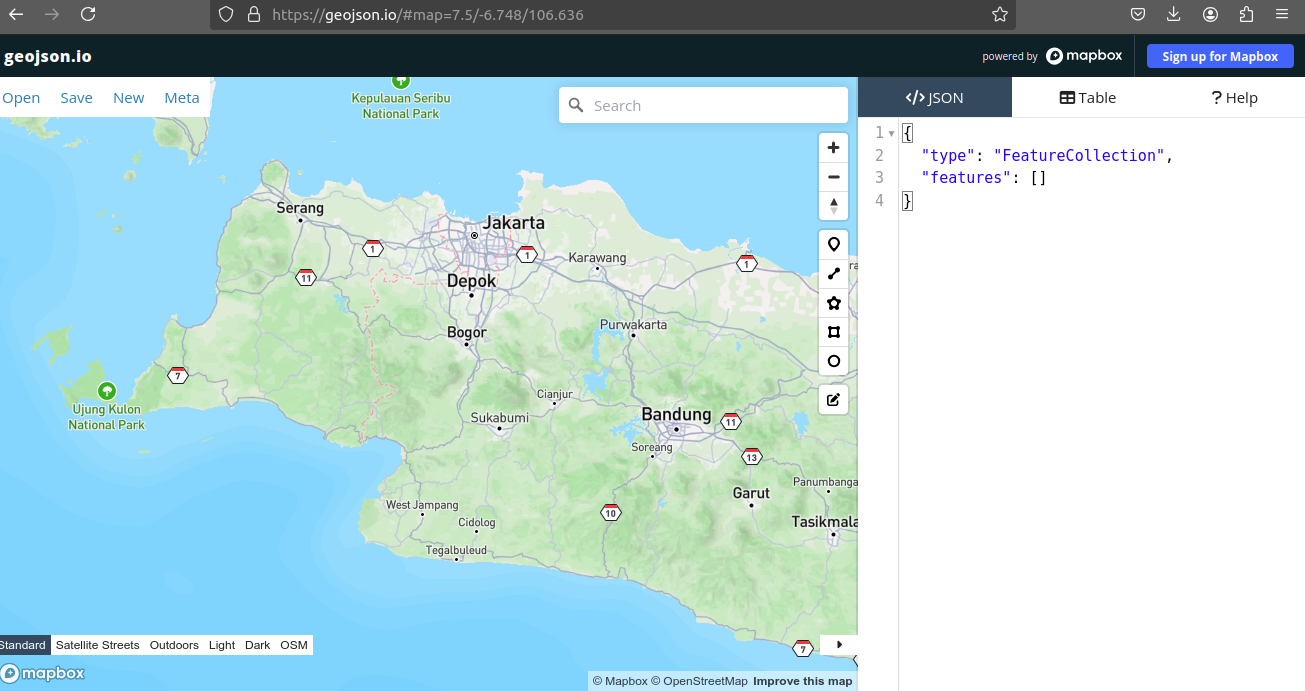 https://geojson.io/#map=7.5/-6.748/106.636
geojson.io
powered by mapbox
Sign up for Mapbox
Open Save New Meta
Search
JSON
Table
? Help
Kepulauan Seribu
National Park
Serang
Jakarta
1
1
Karawang
1
11
Depok
Purwakarta
Bogor
7
Ujung Kulon
National Park
Cianjur
Sukabumi
Bandung
11
Soreang
13
Panumbanga
Garut
West Jampang
10
Cidolog
Tasikmala
Tegalbuleud
7
Standard Satellite Streets Outdoors Light Dark OSM
mapbox
© Mapbox © OpenStreetMap Improve this map
1 {
2 "type": "FeatureCollection",
3 "features": []
4 }